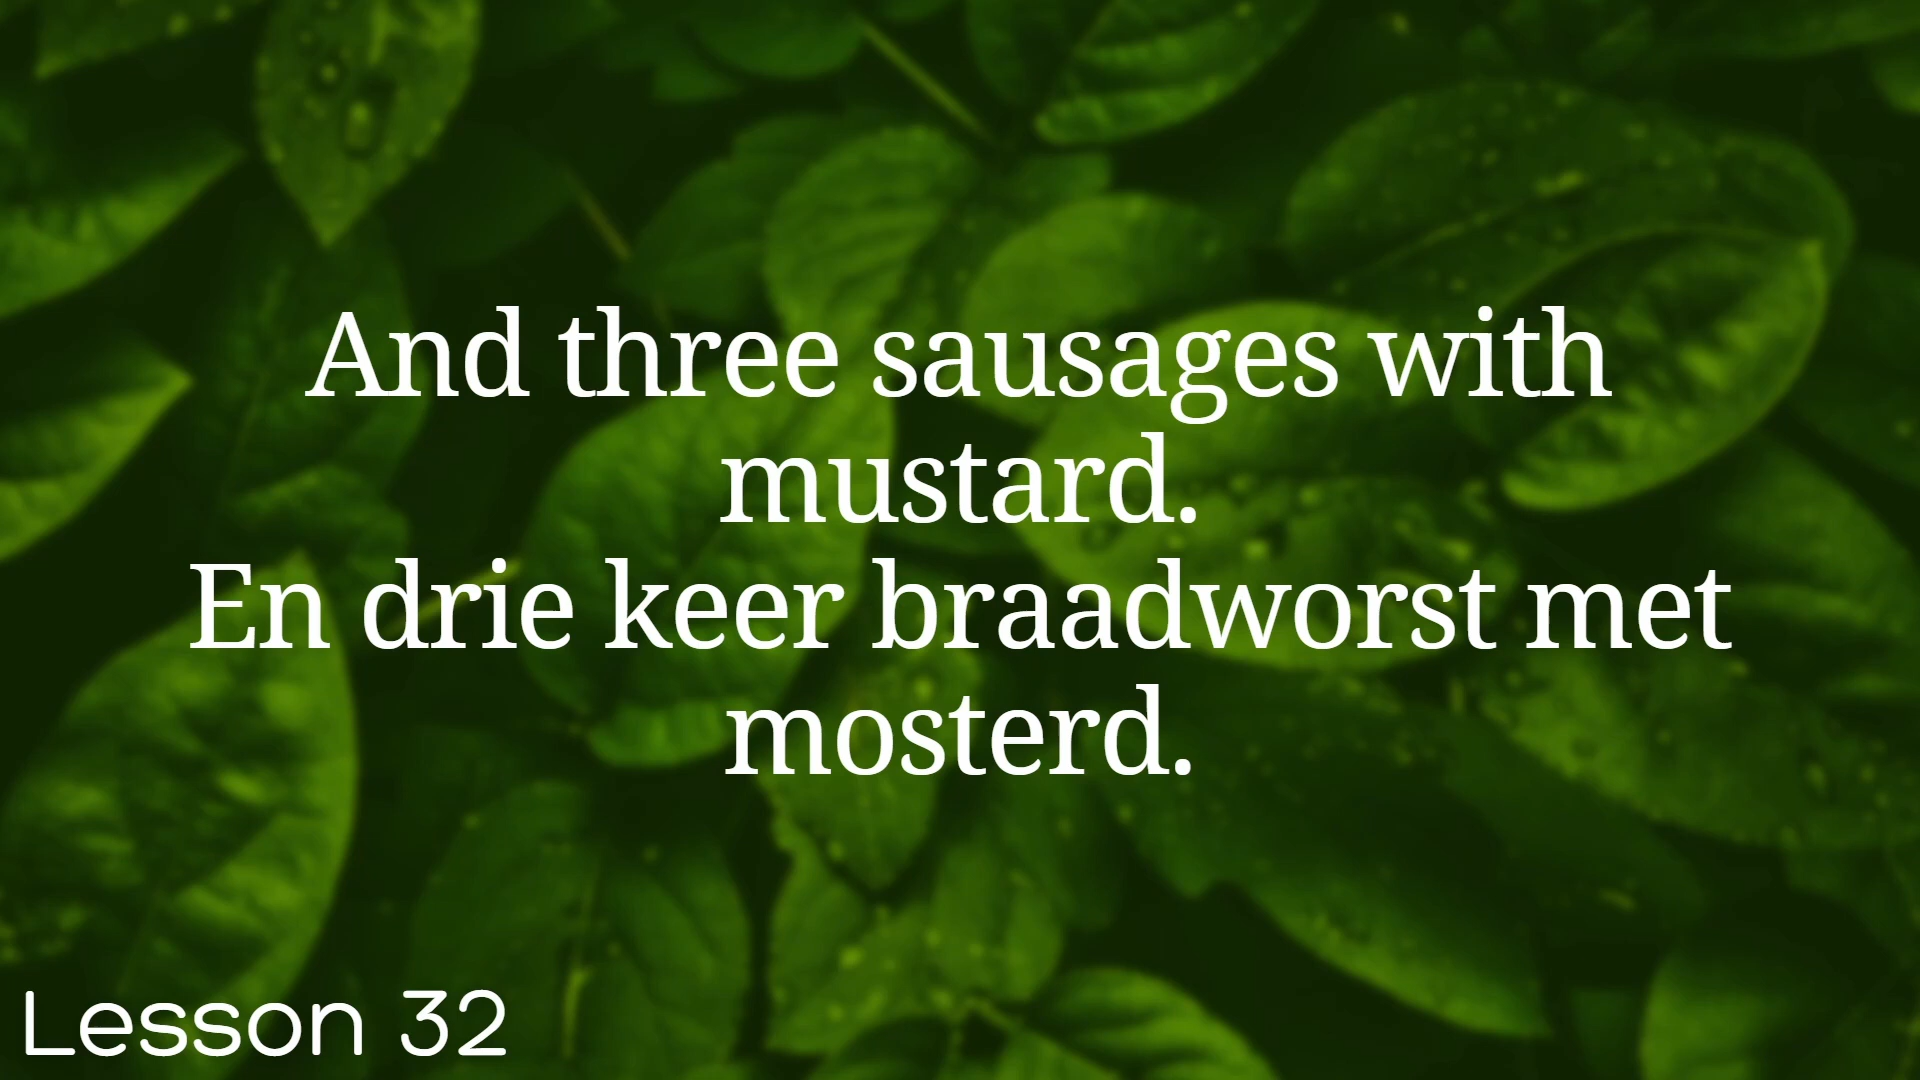 And three sausages with
mustard.
En drie keer braadworst met
mosterd.
Lesson 32